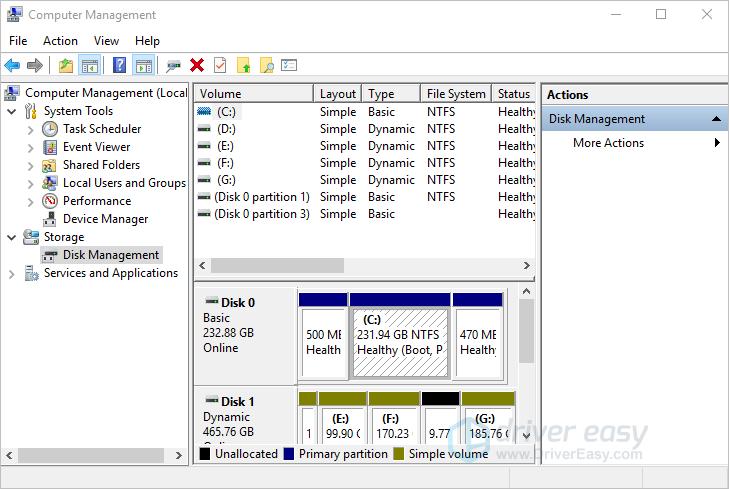 Computer Management
File Action View Help
Computer Management (Local
System Tools
Task Scheduler
Event Viewer
Shared Folders
Local Users and Groups
Performance
Device Manager
Storage
Disk Management
Services and Applications
Volume Layout Type File System Status
(C:) Simple Basic NTFS Healthy
(D:) Simple Dynamic NTFS Healthy
(E:) Simple Dynamic NTFS Healthy
(F:) Simple Dynamic NTFS Healthy
(G:) Simple Dynamic NTFS Healthy
(Disk 0 partition 1) Simple Basic NTFS Healthy
(Disk 0 partition 3) Simple Basic Healthy
Disk 0
Basic
232.88 GB
Online
500 MB
Health
(C:)
231.94 GB NTFS
Healthy (Boot, P
470 MB
Health
Disk 1
Dynamic
465.76 GB
1
(E:)
99.90 G
(F:)
170.23
9.77
(G:)
185.76 G
Unallocated Primary partition Simple volume
Actions
Disk Management
More Actions
driver easy
www.DriverEasy.com